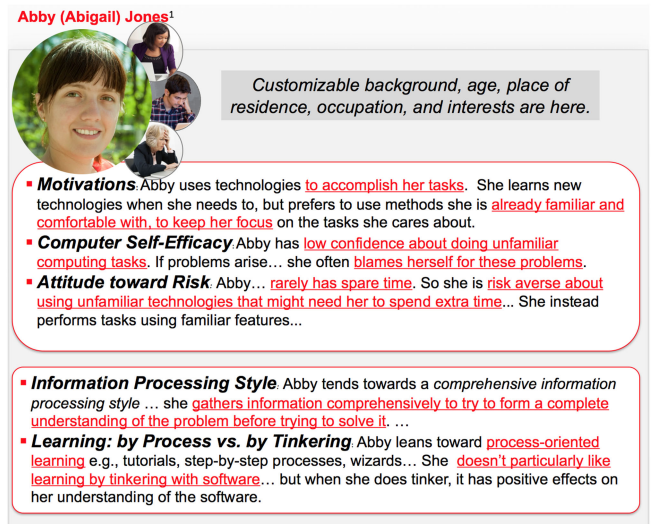 Abby (Abigail) Jones¹
Customizable background, age, place of
residence, occupation, and interests are here.
▪ Motivations: Abby uses technologies to accomplish her tasks. She learns new
technologies when she needs to, but prefers to use methods she is already familiar and
comfortable with, to keep her focus on the tasks she cares about.
▪ Computer Self-Efficacy: Abby has low confidence about doing unfamiliar
computing tasks. If problems arise… she often blames herself for these problems.
▪ Attitude toward Risk: Abby… rarely has spare time. So she is risk averse about
using unfamiliar technologies that might need her to spend extra time... She instead
performs tasks using familiar features...
▪ Information Processing Style: Abby tends towards a comprehensive information
processing style … she gathers information comprehensively to try to form a complete
understanding of the problem before trying to solve it. …
▪ Learning: by Process vs. by Tinkering: Abby leans toward process-oriented
learning e.g., tutorials, step-by-step processes, wizards… She doesn't particularly like
learning by tinkering with software… but when she does tinker, it has positive effects on
her understanding of the software.